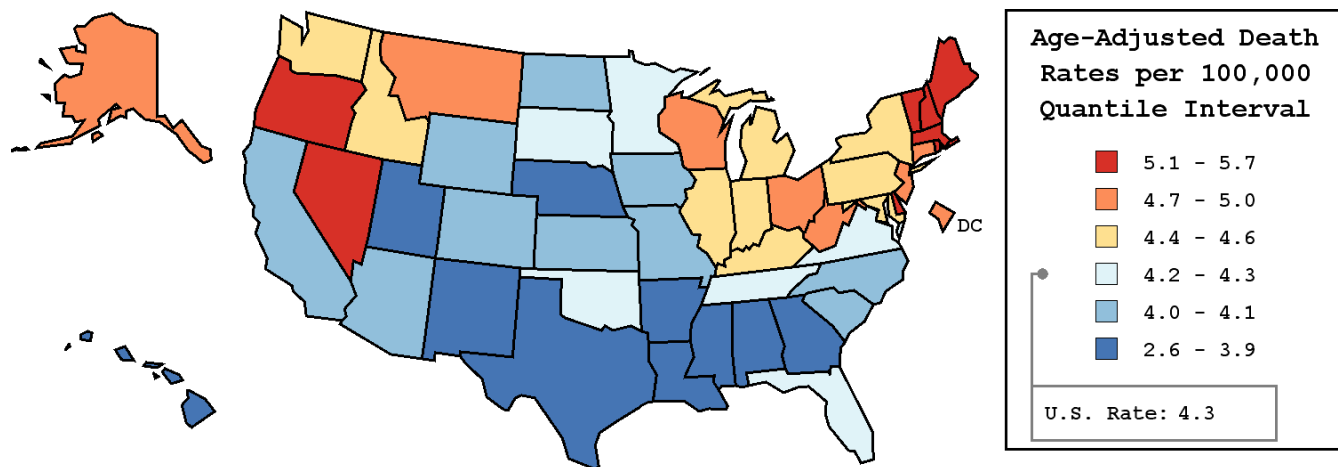 Age-Adjusted Death
Rates per 100,000
Quantile Interval
5.1 - 5.7
4.7 - 5.0
4.4 - 4.6
4.2 - 4.3
4.0 - 4.1
2.6 - 3.9
U.S. Rate: 4.3
DC